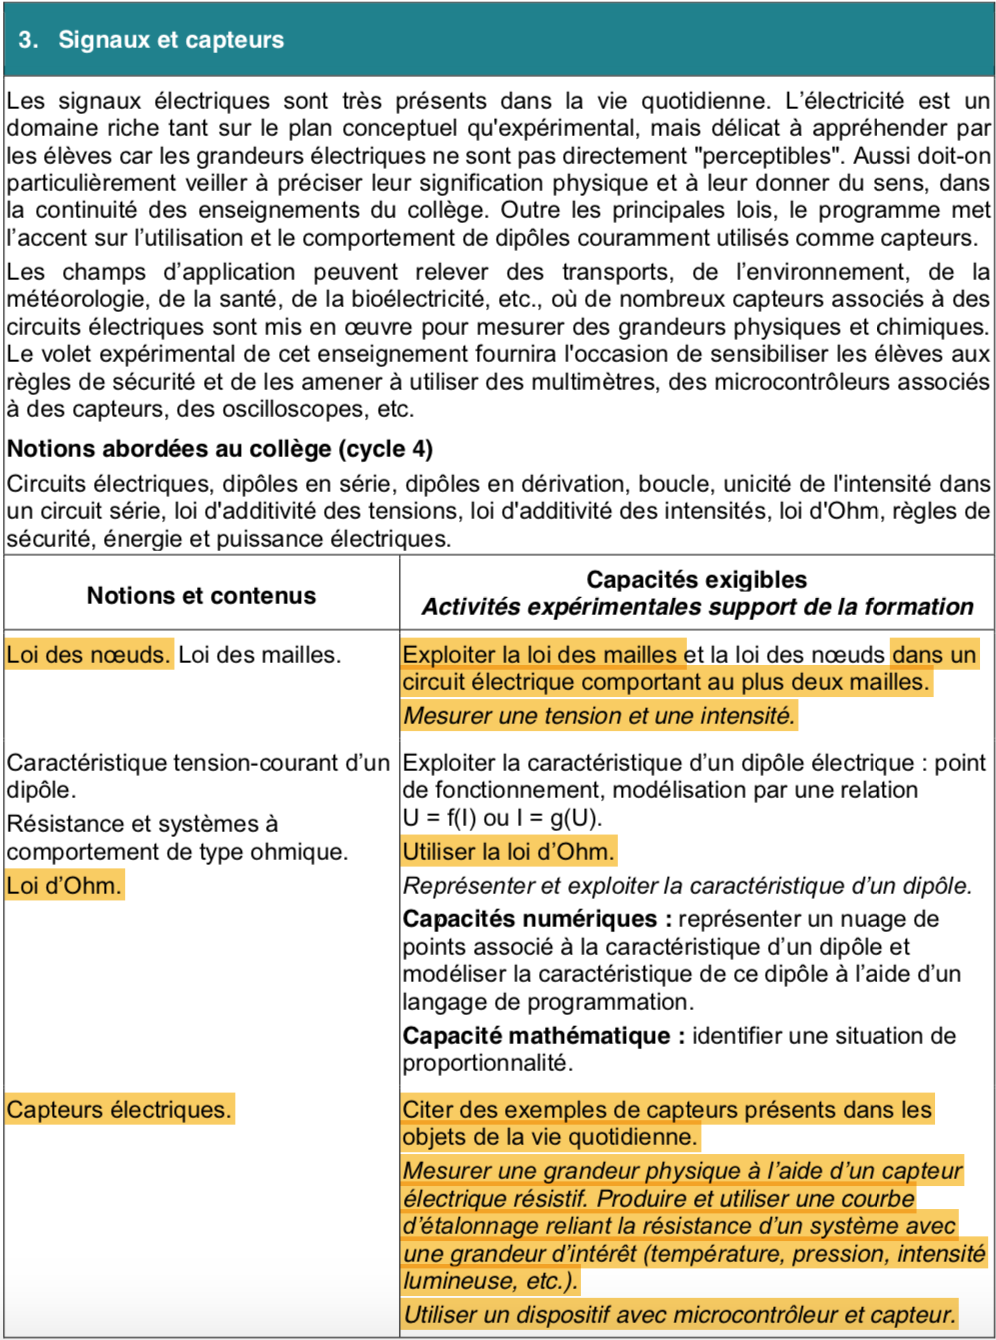 3. Signaux et capteurs
Les signaux électriques sont très présents dans la vie quotidienne. L’électricité est un
domaine riche tant sur le plan conceptuel qu'expérimental, mais délicat à appréhender par
les élèves car les grandeurs électriques ne sont pas directement "perceptibles". Aussi doit-on
particulièrement veiller à préciser leur signification physique et à leur donner du sens, dans
la continuité des enseignements du collège. Outre les principales lois, le programme met
l’accent sur l’utilisation et le comportement de dipôles couramment utilisés comme capteurs.
Les champs d’application peuvent relever des transports, de l’environnement, de la
météorologie, de la santé, de la bioélectricité, etc., où de nombreux capteurs associés à des
circuits électriques sont mis en œuvre pour mesurer des grandeurs physiques et chimiques.
Le volet expérimental de cet enseignement fournira l'occasion de sensibiliser les élèves aux
règles de sécurité et de les amener à utiliser des multimètres, des microcontrôleurs associés
à des capteurs, des oscilloscopes, etc.
Notions abordées au collège (cycle 4)
Circuits électriques, dipôles en série, dipôles en dérivation, boucle, unicité de l'intensité dans
un circuit série, loi d'additivité des tensions, loi d'additivité des intensités, loi d'Ohm, règles de
sécurité, énergie et puissance électriques.
Notions et contenus
Capacités exigibles
Activités expérimentales support de la formation
Loi des nœuds. Loi des mailles.
Exploiter la loi des mailles et la loi des nœuds dans un
circuit électrique comportant au plus deux mailles.
Mesurer une tension et une intensité.
Caractéristique tension-courant d’un
dipôle.
Résistance et systèmes à
comportement de type ohmique.
Loi d’Ohm.
Exploiter la caractéristique d’un dipôle électrique : point
de fonctionnement, modélisation par une relation
U = f(I) ou I = g(U).
Utiliser la loi d’Ohm.
Représenter et exploiter la caractéristique d’un dipôle.
Capacités numériques : représenter un nuage de
points associé à la caractéristique d’un dipôle et
modéliser la caractéristique de ce dipôle à l’aide d’un
langage de programmation.
Capacité mathématique : identifier une situation de
proportionnalité.
Capteurs électriques.
Citer des exemples de capteurs présents dans les
objets de la vie quotidienne.
Mesurer une grandeur physique à l’aide d’un capteur
électrique résistif. Produire et utiliser une courbe
d’étalonnage reliant la résistance d’un système avec
une grandeur d’intérêt (température, pression, intensité
lumineuse, etc.).
Utiliser un dispositif avec microcontrôleur et capteur.